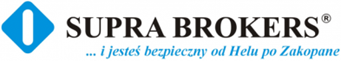 SUPRA BROKERS®
... i jesteś bezpieczny od Helu po Zakopane